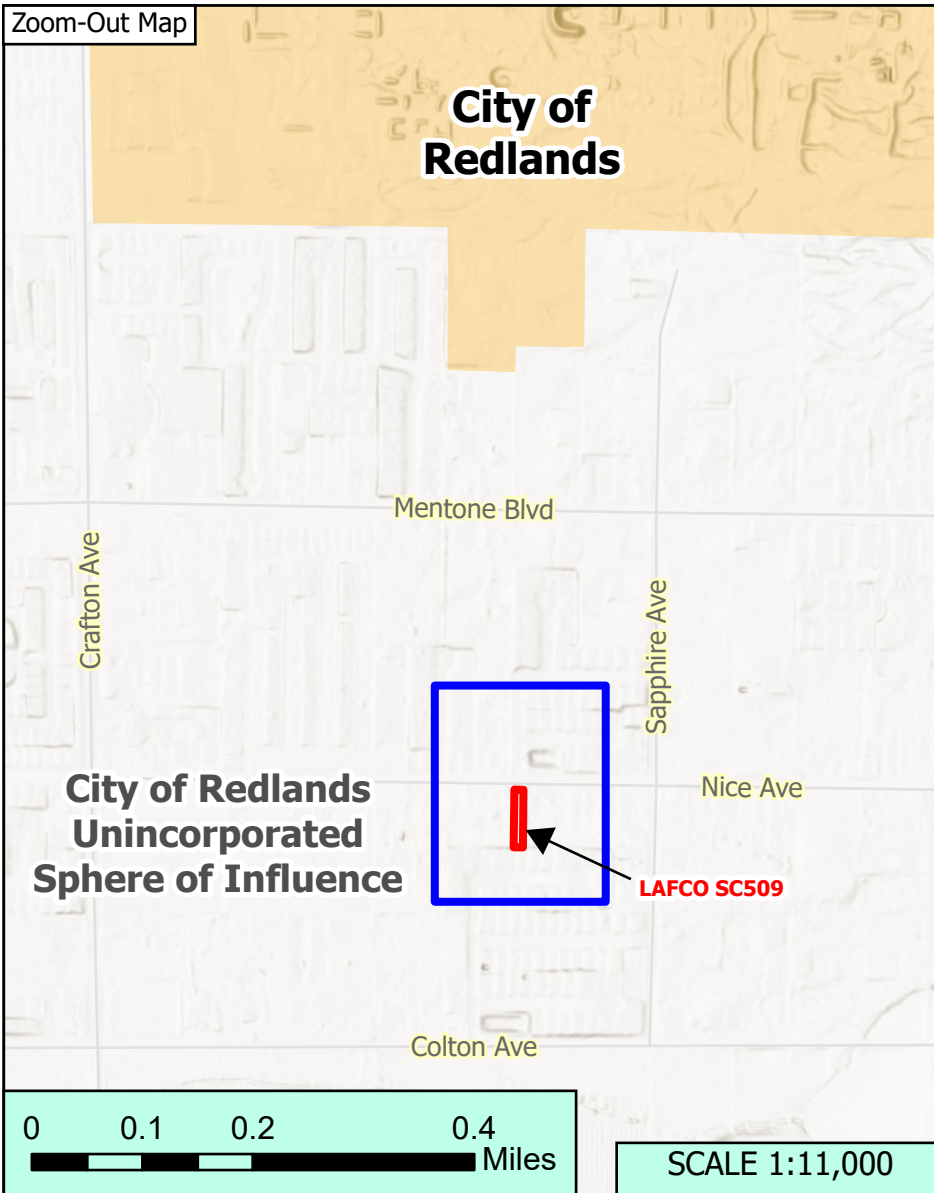 Zoom-Out Map
City of
Redlands
Mentone Blvd
Crafton Ave
Sapphire Ave
Nice Ave
City of Redlands
Unincorporated
Sphere of Influence
LAFCO SC509
Colton Ave
0 0.1 0.2 0.4
Miles
SCALE 1:11,000